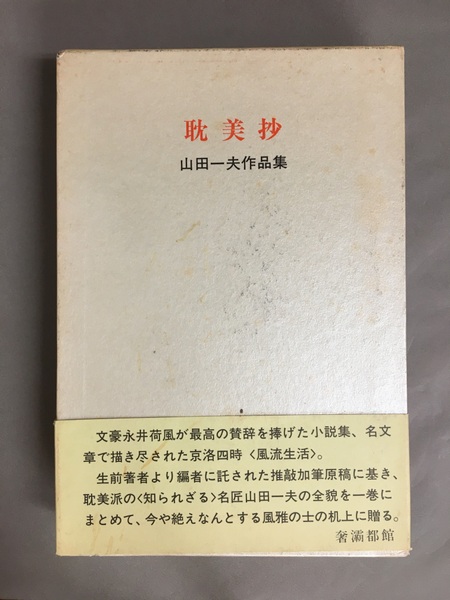 耽美抄
山田一夫作品集
文豪永井荷風が最高の賛辞を捧げた小説集、名文
章で描き尽された京洛四時〈風流生活〉。
生前著者より編者に託された推敲加筆原稿に基き、
耽美派の〈知られざる〉名匠山田一夫の全貌を一巻に
まとめて、今や絶えなんとする風雅の士の机上に贈る。
奢灞都館